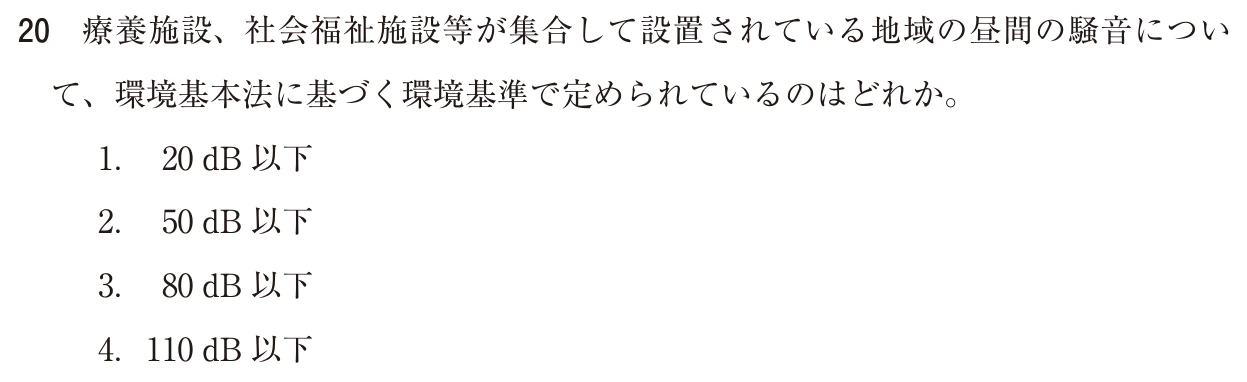 20 療養施設、社会福祉施設等が集合して設置されている地域の昼間の騒音につい
て、環境基本法に基づく環境基準で定められているのはどれか。
1. 20 dB 以下
2. 50 dB 以下
3. 80 dB 以下
4. 110 dB 以下